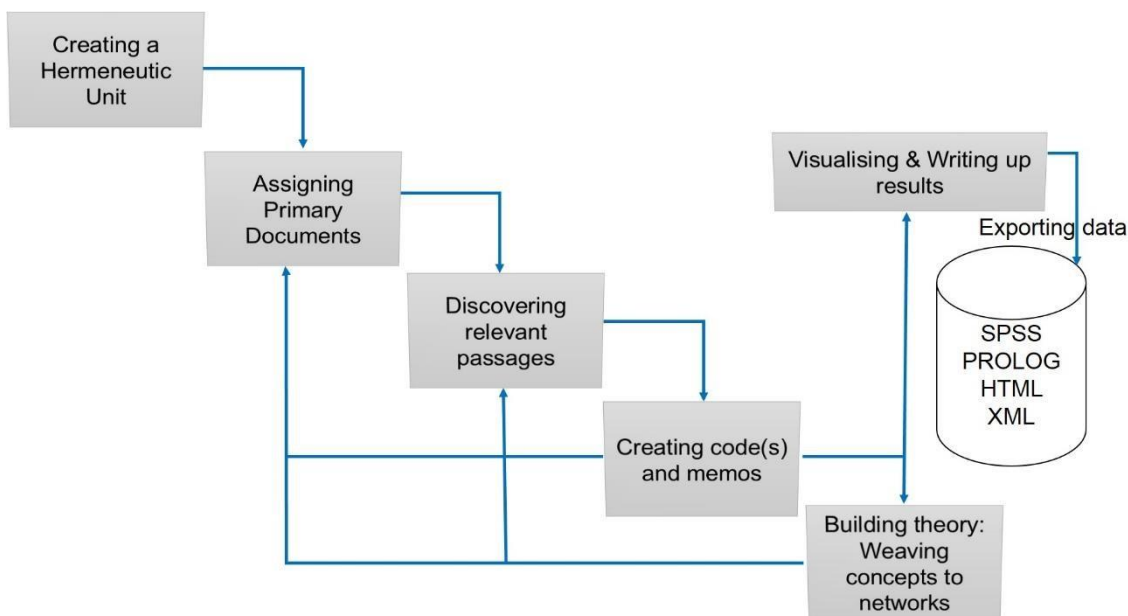 Creating a
Hermeneutic
Unit
Assigning
Primary
Documents
Discovering
relevant
passages
Creating code(s)
and memos
Building theory:
Weaving
concepts to
networks
Visualising & Writing up
results
Exporting data
SPSS
PROLOG
HTML
XML